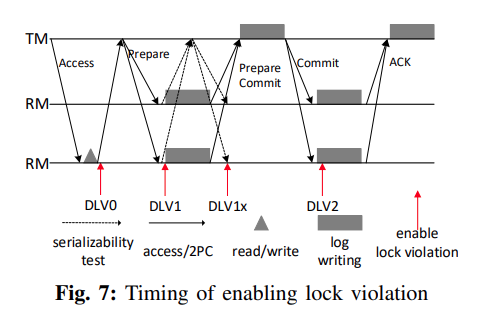 TM
Access
Prepare
Prepare
Commit
Commit
ACK
RM
RM
DLV0
DLV1
DLV1x
DLV2
serializability
test
access/2PC
read/write
log
writing
enable
lock violation
Fig. 7: Timing of enabling lock violation